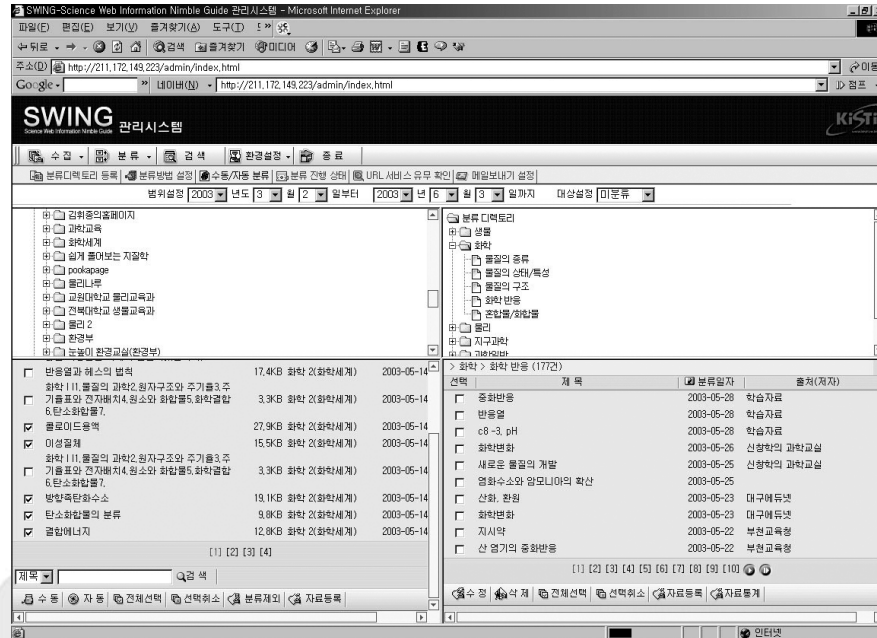 SWING-Science Web Information Nimble Guide 관리시스템 - Microsoft Internet Explorer
파일(F) 편집(E) 보기(V) 즐겨찾기(A) 도구(T)
뒤로 검색 즐겨찾기 미디어
주소(D) http://211.172.149.223/admin/index.html 이동
Google 네이버(N) http://211.172.149.223/admin/index.html 점프
SWING 관리시스템
Science Web Information Nimble Guide
수 집 분 류 검 색 환경설정 종 료
분류디렉토리 등록 분류방법 설정 수동/자동 분류 분류 진행 상태 URL 서비스 유무 확인 메일보내기 설정
범위설정 2003 년도 3 월 2 일부터 2003 년 6 월 3 일까지 대상설정 미분류
김휘중의홈페이지
과학교육
화학세계
쉽게 풀어보는 지질학
pookapage
물리나루
교원대학교 물리교육과
전북대학교 생물교육과
물리 2
환경부
눈높이 환경교실(환경부)
분류 디렉토리
생물
화학
물질의 종류
물질의 상태/특성
물질의 구조
화학 반응
혼합물/화합물
물리
지구과학
과학일반
반응열과 헤스의 법칙 17.4KB 화학 2(화학세계) 2003-05-14
화학 I I1.물질의 과학2.원자구조와 주기율3.주
기율표와 전자배치4.원소와 화합물5.화학결합 3.3KB 화학 2(화학세계) 2003-05-14
6.탄소화합물7.
콜로이드용액 27.9KB 화학 2(화학세계) 2003-05-14
이성질체 15.5KB 화학 2(화학세계) 2003-05-14
화학 I I1.물질의 과학2.원자구조와 주기율3.주
기율표와 전자배치4.원소와 화합물5.화학결합 3.3KB 화학 2(화학세계) 2003-05-14
6.탄소화합물7.
방향족탄화수소 19.1KB 화학 2(화학세계) 2003-05-14
탄소화합물의 분류 9.8KB 화학 2(화학세계) 2003-05-14
결합에너지 12.8KB 화학 2(화학세계) 2003-05-14
[1] [2] [3] [4]
제목 검 색
수 동 자 동 전체선택 선택취소 분류제외 자료등록
> 화학 > 화학 반응 (177건)
선택 제 목 분류일자 출처(저자)
중화반응 2003-05-28 학습자료
반응열 2003-05-28 학습자료
c8 -3. pH 2003-05-28 학습자료
화학변화 2003-05-26 신창학의 과학교실
새로운 물질의 개발 2003-05-25 신창학의 과학교실
염화수소와 암모니아의 확산 2003-05-25
산화. 환원 2003-05-23 대구에듀넷
화학변화 2003-05-23 대구에듀넷
지시약 2003-05-22 부천교육청
산 염기의 중화반응 2003-05-22 부천교육청
[1] [2] [3] [4] [5] [6] [7] [8] [9] [10]
수 정 삭 제 전체선택 선택취소 자료등록 자료통계
인터넷